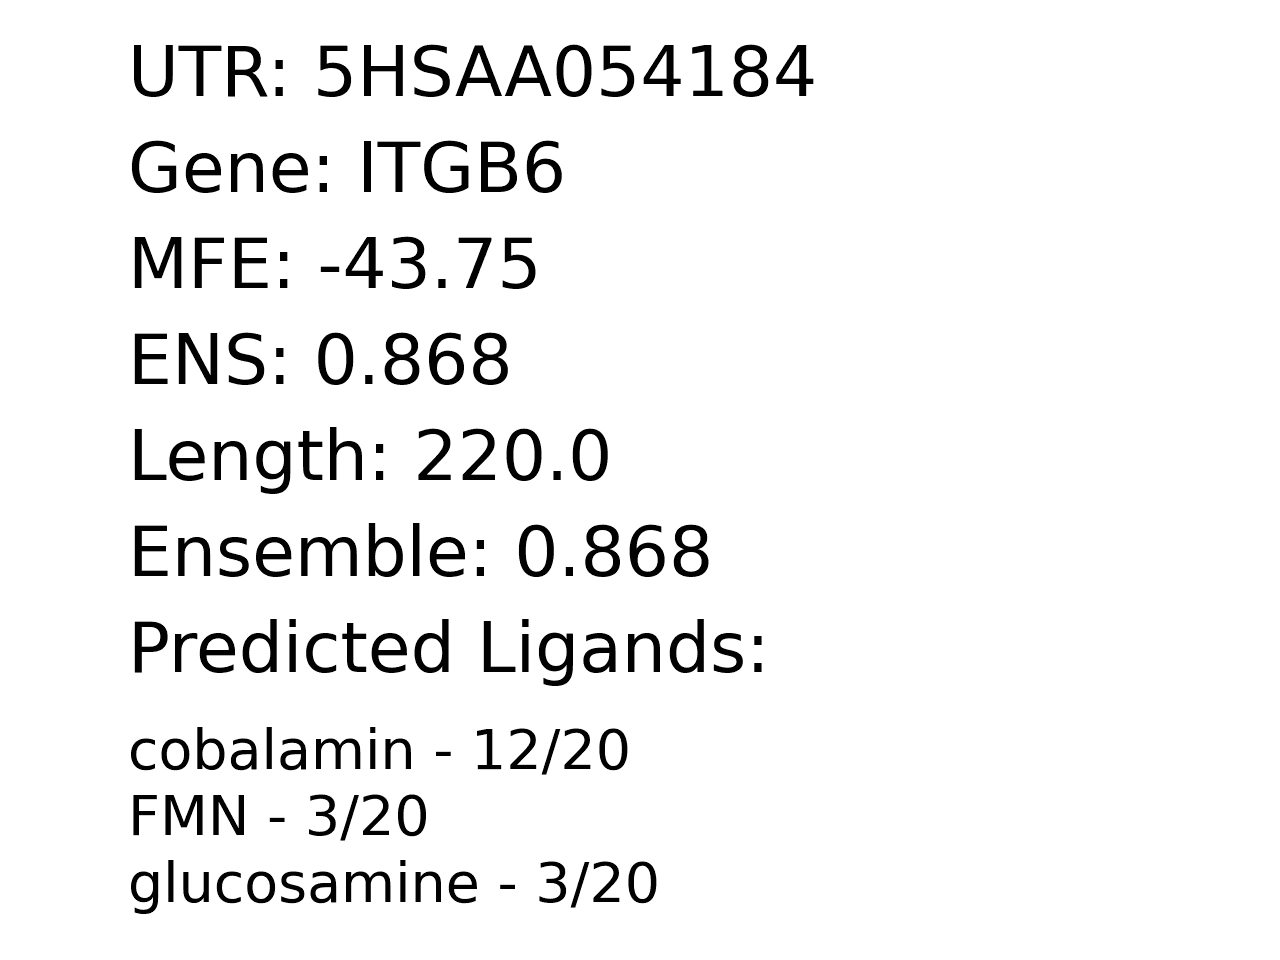 UTR: 5HSAA054184
Gene: ITGB6
MFE: -43.75
ENS: 0.868
Length: 220.0
Ensemble: 0.868
Predicted Ligands:
cobalamin - 12/20
FMN - 3/20
glucosamine - 3/20